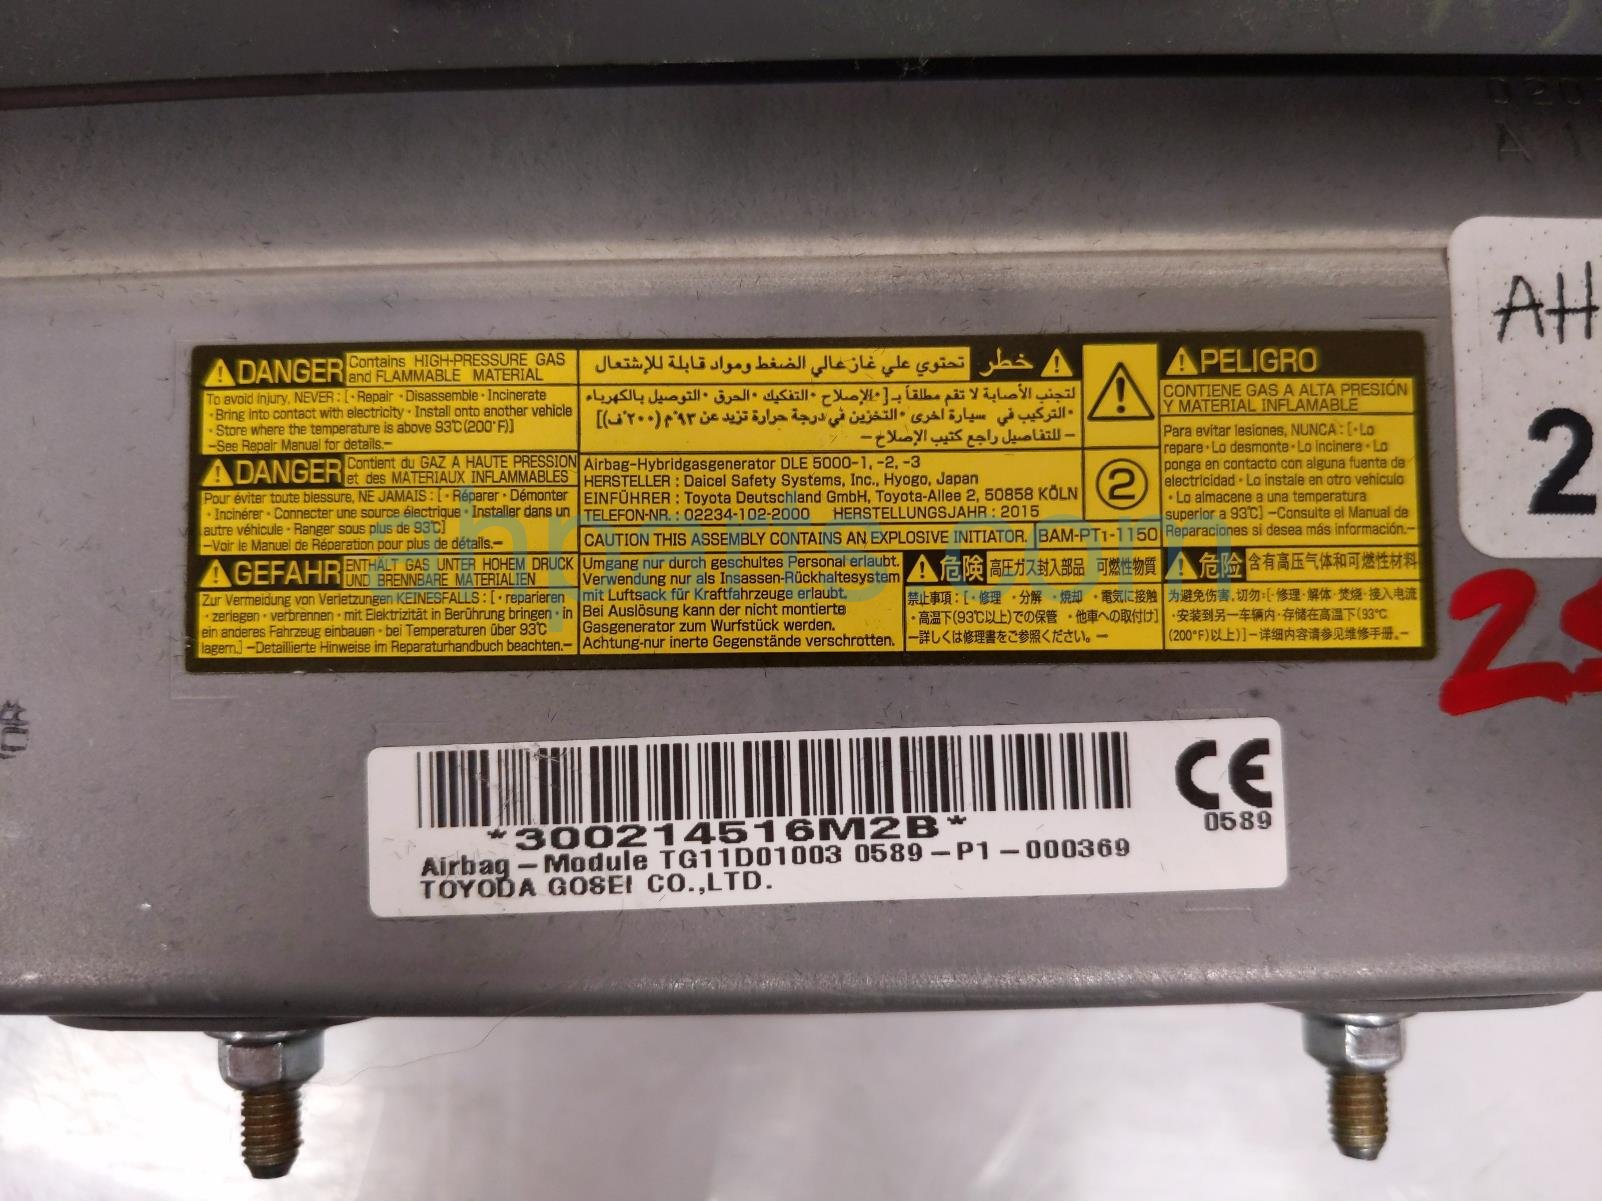 AH
2
⚠DANGER Contains HIGH-PRESSURE GAS
and FLAMMABLE MATERIAL
To avoid injury, NEVER : [・Repair ・Disassemble・Incinerate
・Bring into contact with electricity・Install onto another vehicle
・Store where the temperature is above 93℃(200°F)]
—See Repair Manual for details.—
⚠DANGER Contient du GAZ A HAUTE PRESSION
et des MATERIAUX INFLAMMABLES
Pour éviter toute blessure, NE JAMAIS : [・Réparer・Démonter
・Incinérer・Connecter une source électrique・Installer dans un
autre véhicule・Ranger sous plus de 93℃]
—Voir le Manuel de Réparation pour plus de détails.—
⚠GEFAHR ENTHÄLT GAS UNTER HOHEM DRUCK
UND BRENNBARE MATERIALIEN
Zur Vermeidung von Verletzungen KEINESFALLS : [・reparieren
・zerlegen・verbrennen・mit Elektrizität in Berührung bringen・in
ein anderes Fahrzeug einbauen・bei Temperaturen über 93℃
lagern.] —Detaillierte Hinweise im Reparaturhandbuch beachten.—
⚠ خطر تحتوي علي غاز عالي الضغط ومواد قابلة للإشتعال
لتجنب الأصابة لا تقم مطلقاً بـ [・الإصلاح ・التفكيك ・الحرق ・التوصيل بالكهرباء
・التركيب في سيارة اخرى ・التخزين في درجة حرارة تزيد عن ٩٣°م (٢٠٠°ف)]
— للتفاصيل راجع كتيب الإصلاح —
Airbag-Hybridgasgenerator DLE 5000-1, -2, -3
HERSTELLER : Daicel Safety Systems, Inc., Hyogo, Japan
EINFÜHRER : Toyota Deutschland GmbH, Toyota-Allee 2, 50858 KÖLN
TELEFON-NR. : 02234-102-2000 HERSTELLUNGSJAHR : 2015
②
CAUTION THIS ASSEMBLY CONTAINS AN EXPLOSIVE INITIATOR. BAM-PT1-1150
Umgang nur durch geschultes Personal erlaubt.
Verwendung nur als Insassen-Rückhaltesystem
mit Luftsack für Kraftfahrzeuge erlaubt.
Bei Auslösung kann der nicht montierte
Gasgenerator zum Wurfstück werden.
Achtung-nur inerte Gegenstände verschrotten.
⚠危険 高圧ガス封入部品 可燃性物質
禁止事項 : [・修理 ・分解 ・焼却 ・電気に接触
・高温下(93℃以上)での保管 ・他車への取付け]
—詳しくは修理書をご参照ください。—
⚠PELIGRO
CONTIENE GAS A ALTA PRESIÓN
Y MATERIAL INFLAMABLE
Para evitar lesiones, NUNCA : [・Lo
repare・Lo desmonte・Lo incinere・Lo
ponga en contacto con alguna fuente de
electricidad・Lo instale en otro vehículo
・Lo almacene a una temperatura
superior a 93℃] —Consulte el Manual de
Reparaciones si desea más información.—
⚠危险 含有高压气体和可燃性材料
为避免伤害, 切勿 : [・修理・解体・焚烧・接入电流
・安装到另一车辆内・存储在高温下(93℃
(200°F)以上)] —详细内容请参见维修手册。—
hparts.com
*300214516M2B*
Airbag-Module TG11D01003 0589-P1-000369
TOYODA GOSEI CO.,LTD.
CE
0589